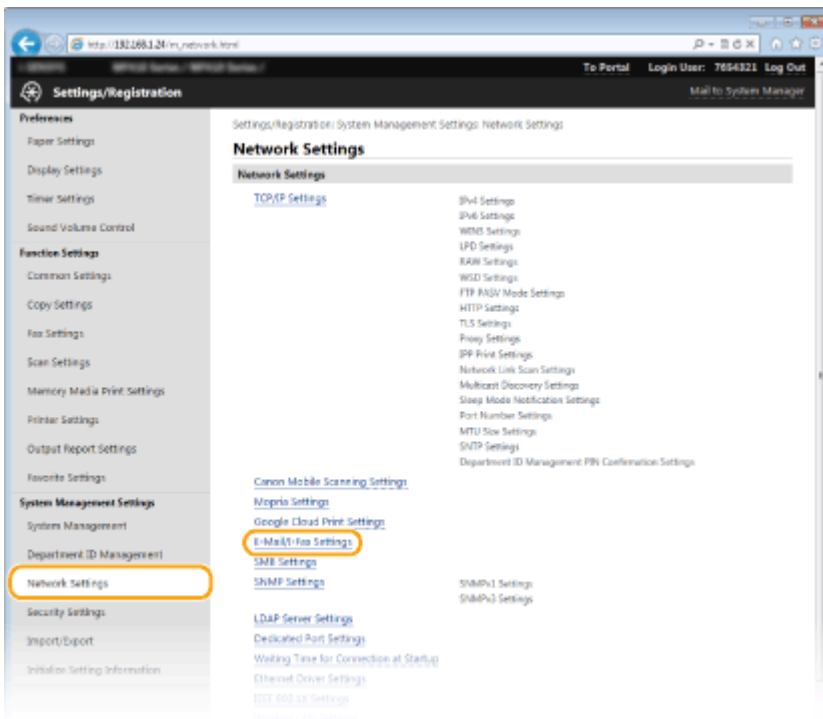 http://192.168.1.24/m_network.html
To Portal Login User: 7654321 Log Out
Settings/Registration
Mail to System Manager
Preferences
Paper Settings
Display Settings
Timer Settings
Sound Volume Control
Function Settings
Common Settings
Copy Settings
Fax Settings
Scan Settings
Memory Media Print Settings
Printer Settings
Output Report Settings
Favorite Settings
System Management Settings
System Management
Department ID Management
Network Settings
Security Settings
Import/Export
Initialize Setting Information
Settings/Registration: System Management Settings: Network Settings
Network Settings
Network Settings
TCP/IP Settings
IPv4 Settings
IPv6 Settings
WINS Settings
LPD Settings
RAW Settings
WSD Settings
FTP PASV Mode Settings
HTTP Settings
TLS Settings
Proxy Settings
IPP Print Settings
Network Link Scan Settings
Multicast Discovery Settings
Sleep Mode Notification Settings
Port Number Settings
MTU Size Settings
SNTP Settings
Department ID Management PIN Confirmation Settings
Canon Mobile Scanning Settings
Mopria Settings
Google Cloud Print Settings
E-Mail/I-Fax Settings
SMB Settings
SNMP Settings
SNMPv1 Settings
SNMPv3 Settings
LDAP Server Settings
Dedicated Port Settings
Waiting Time for Connection at Startup
Ethernet Driver Settings
IEEE 802.1X Settings